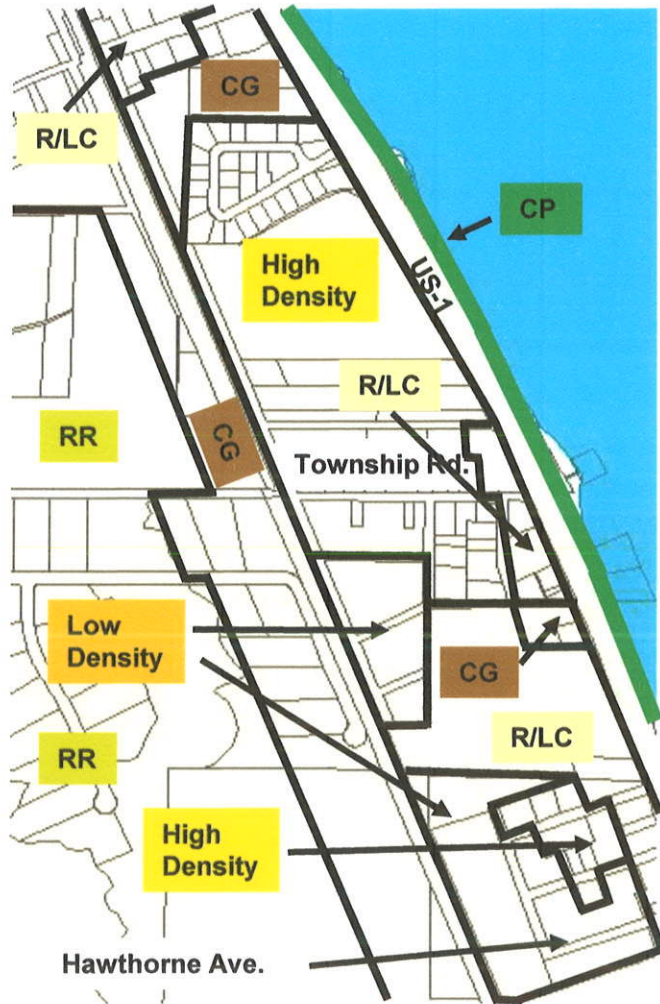 CG
R/LC
CP
US-1
High
Density
R/LC
CG
RR
Township Rd.
Low
Density
CG
R/LC
RR
High
Density
Hawthorne Ave.